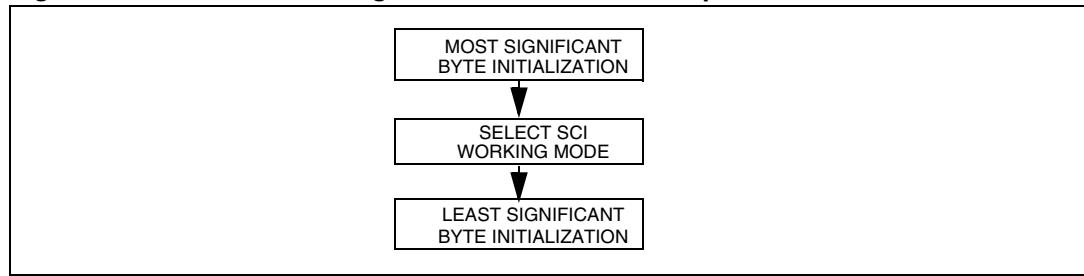 MOST SIGNIFICANT
BYTE INITIALIZATION
SELECT SCI
WORKING MODE
LEAST SIGNIFICANT
BYTE INITIALIZATION